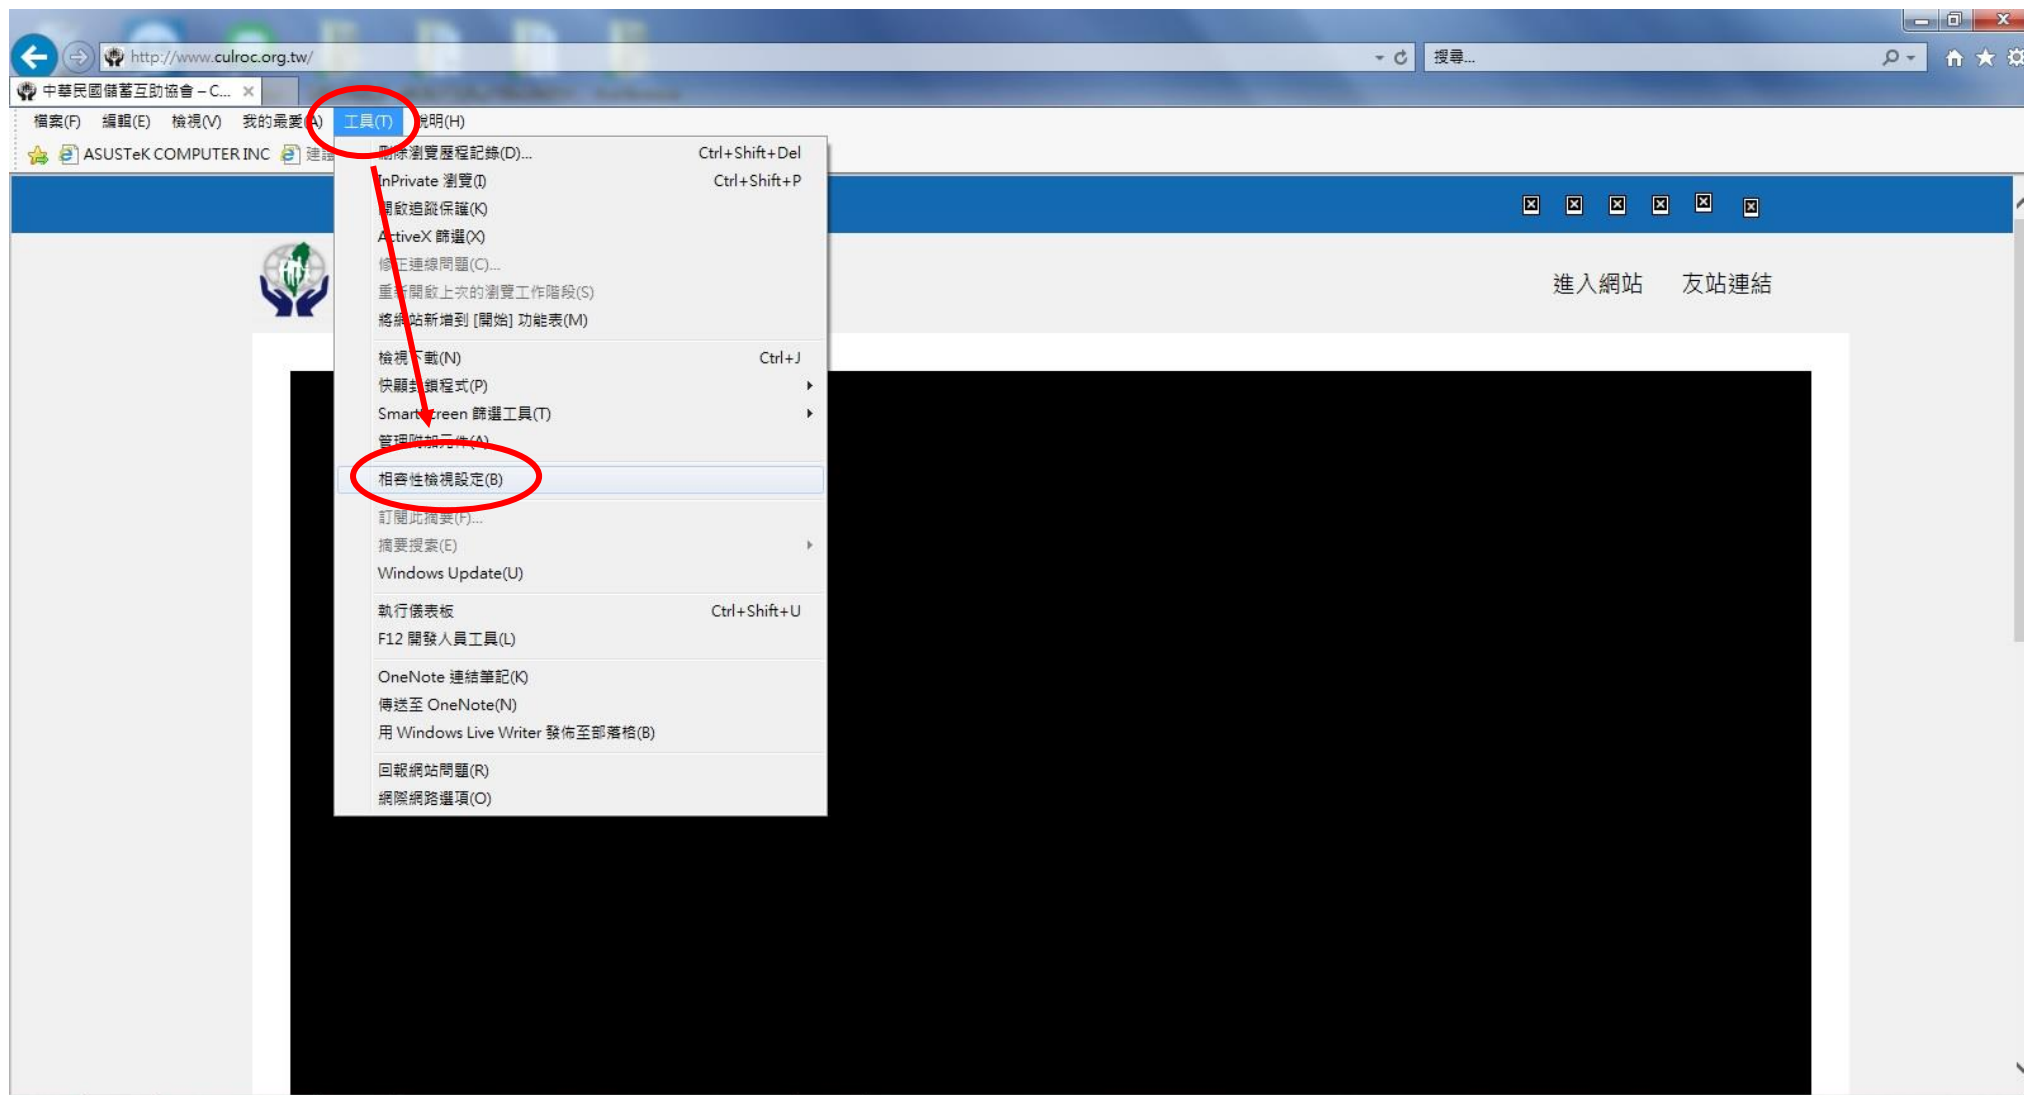 http://www.culroc.org.tw/
搜尋...
中華民國儲蓄互助協會 – C...
檔案(F) 編輯(E) 檢視(V) 我的最愛(A) 工具(T) 說明(H)
ASUSTeK COMPUTER INC
刪除瀏覽歷程記錄(D)... Ctrl+Shift+Del
InPrivate 瀏覽(I) Ctrl+Shift+P
開啟追蹤保護(K)
ActiveX 篩選(X)
修正連線問題(C)...
重新開啟上次的瀏覽工作階段(S)
將網站新增到 [開始] 功能表(M)
進入網站 友站連結
檢視下載(N) Ctrl+J
快顯封鎖程式(P)
SmartScreen 篩選工具(T)
管理附加元件(A)
相容性檢視設定(B)
訂閱此摘要(F)...
摘要搜索(E)
Windows Update(U)
執行儀表板 Ctrl+Shift+U
F12 開發人員工具(L)
OneNote 連結筆記(K)
傳送至 OneNote(N)
用 Windows Live Writer 發佈至部落格(B)
回報網站問題(R)
網際網路選項(O)